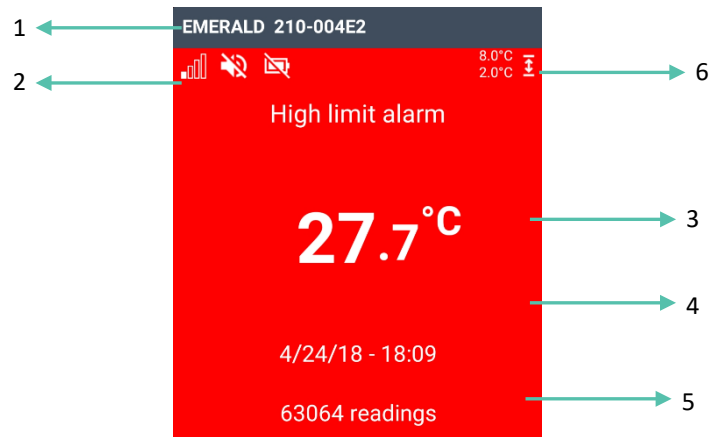 1
EMERALD 210-004E2
2
8.0°C
2.0°C
6
High limit alarm
27.7°C
3
4
4/24/18 - 18:09
5
63064 readings